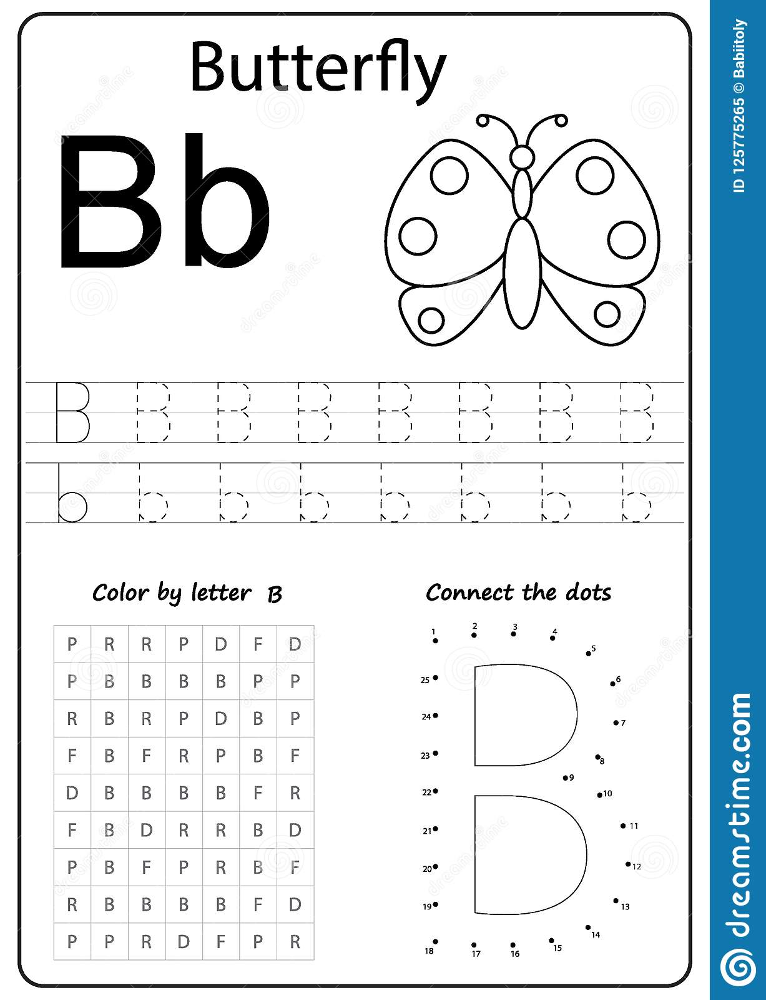 Butterfly
Bb
B B B B B B B B
b b b b b b b b
Color by letter B
P R R P D F D
P B B B B P P
R B R P D B P
F B F R P B F
D B B B B F R
F B D R R B D
P B F P R B F
R B B B B F D
P P R D F P R
Connect the dots
1 2 3 4 5 6 7 8 9 10 11 12 13 14 15 16 17 18 19 20 21 22 23 24 25
ID 125775265 © Babiitoly
dreamstime.com